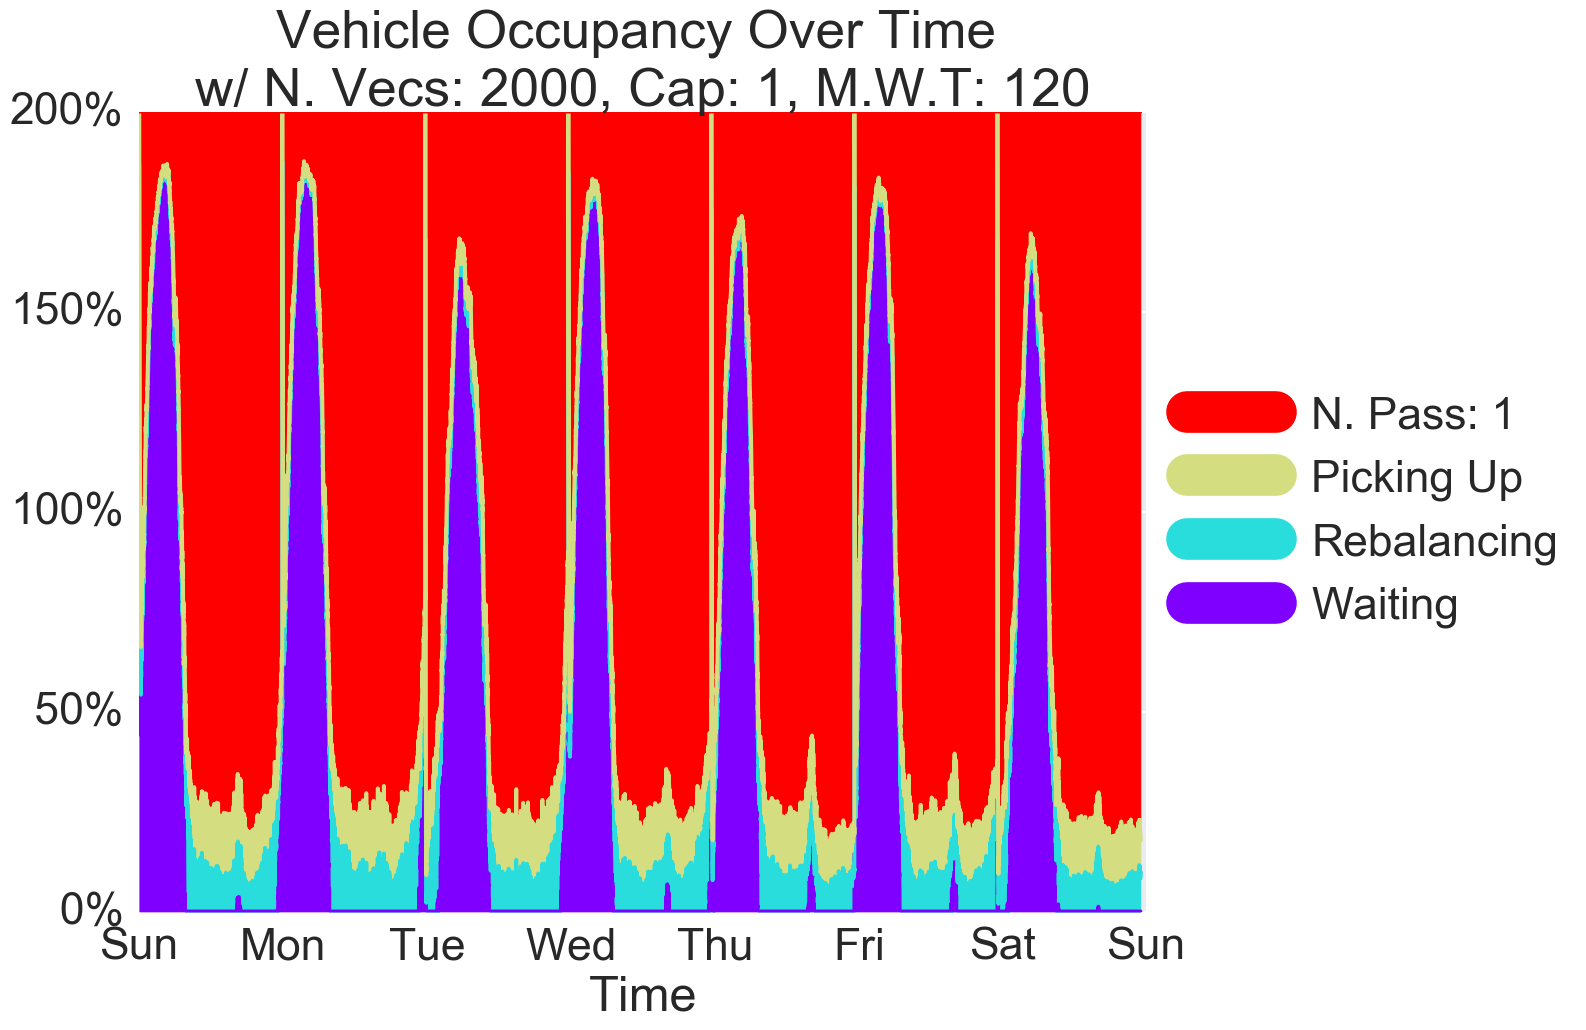 Vehicle Occupancy Over Time
w/ N. Vecs: 2000, Cap: 1, M.W.T: 120
200%
150%
100%
50%
0%
Sun Mon Tue Wed Thu Fri Sat Sun
Time
N. Pass: 1
Picking Up
Rebalancing
Waiting